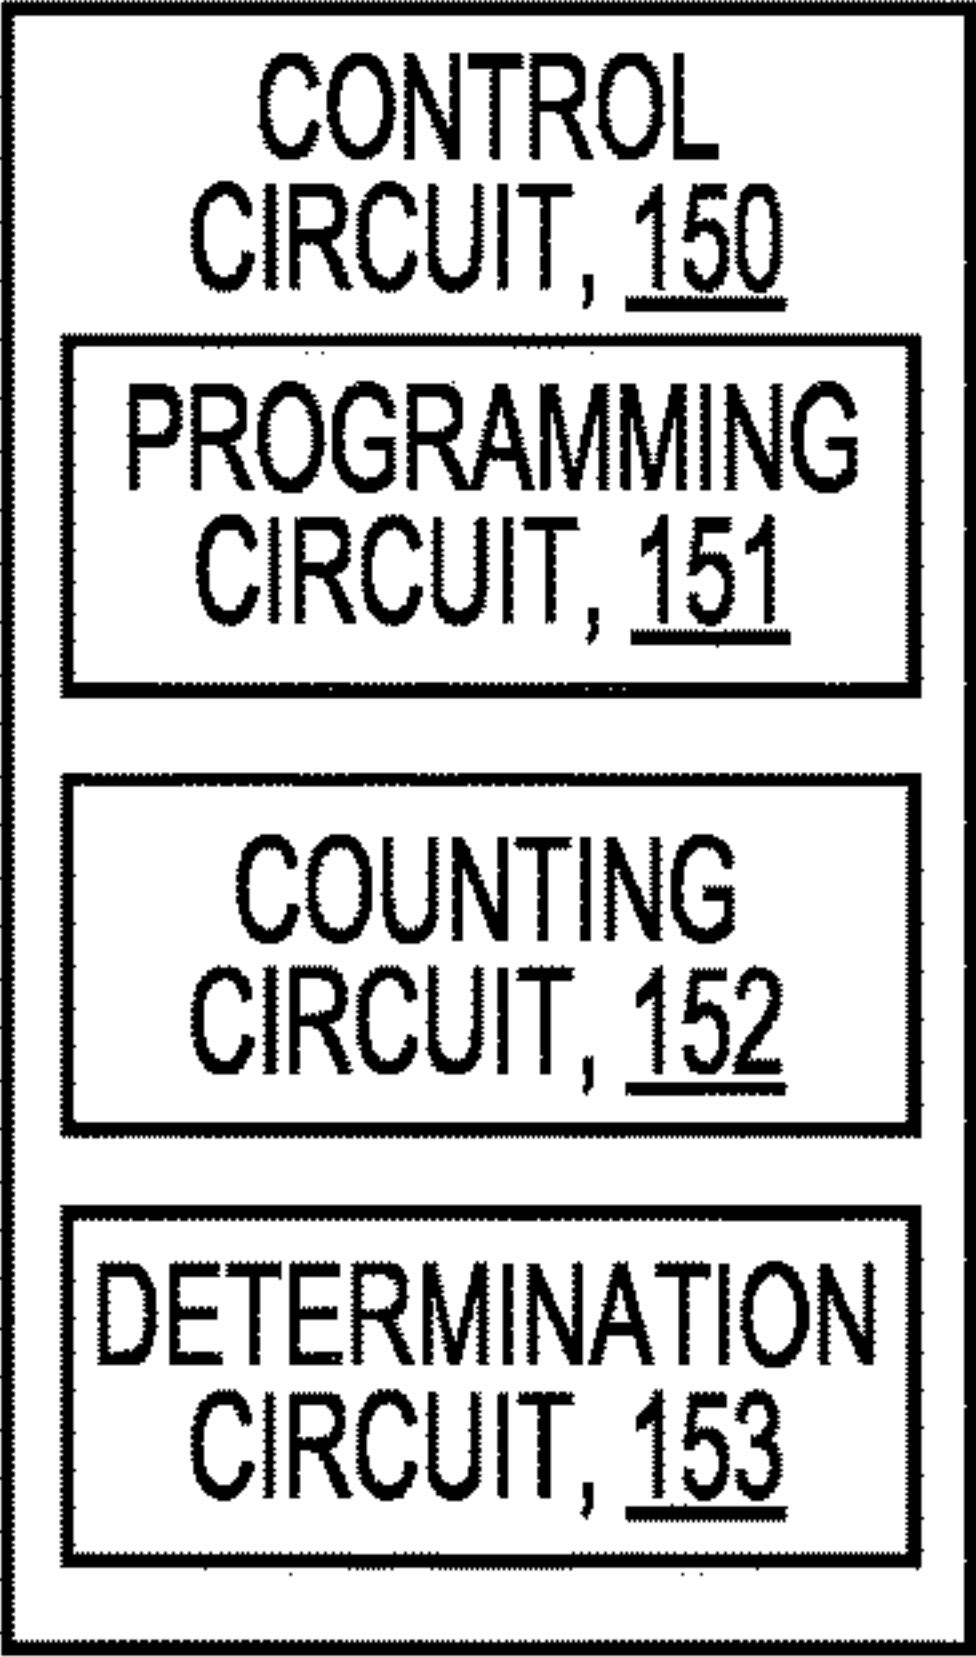 CONTROL
CIRCUIT, 150
PROGRAMMING
CIRCUIT, 151
COUNTING
CIRCUIT, 152
DETERMINATION
CIRCUIT, 153